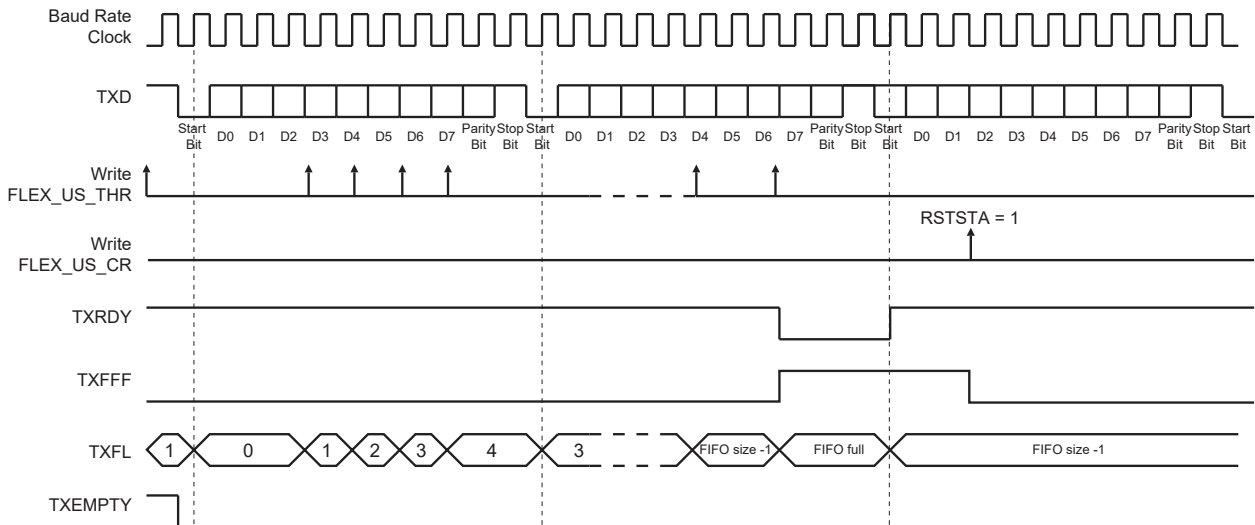 Baud Rate
Clock
TXD
Start D0 D1 D2 D3 D4 D5 D6 D7 Parity Stop Start D0 D1 D2 D3 D4 D5 D6 D7 Parity Stop Start D0 D1 D2 D3 D4 D5 D6 D7 Parity Stop Start
Bit Bit Bit Bit Bit Bit Bit Bit Bit Bit
Write
FLEX_US_THR
RSTSTA = 1
Write
FLEX_US_CR
TXRDY
TXFFF
TXFL 1 0 1 2 3 4 3 FIFO size -1 FIFO full FIFO size -1
TXEMPTY